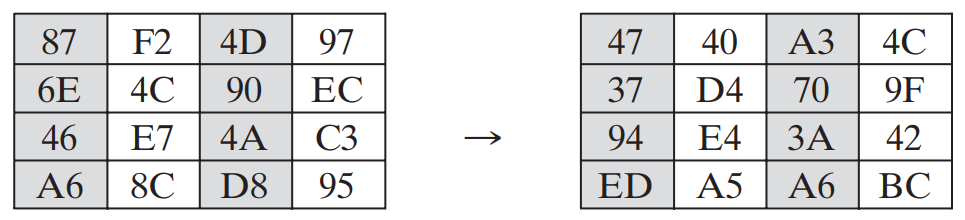 87 F2 4D 97 47 40 A3 4C
6E 4C 90 EC 37 D4 70 9F
46 E7 4A C3 → 94 E4 3A 42
A6 8C D8 95 ED A5 A6 BC